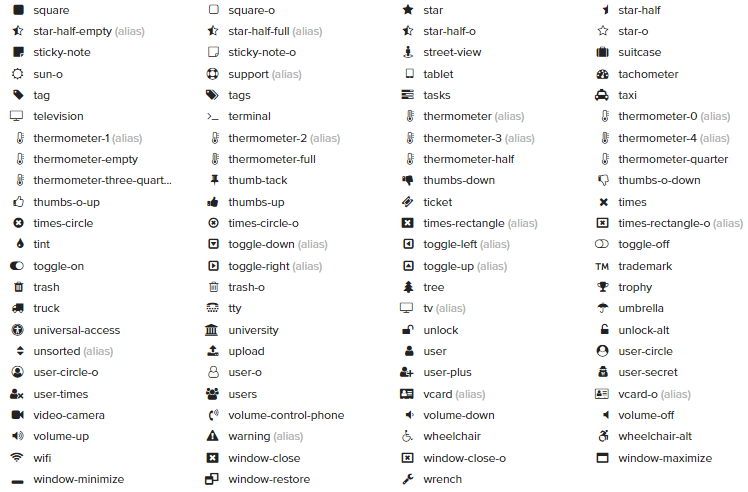 square square-o star star-half
star-half-empty (alias) star-half-full (alias) star-half-o star-o
sticky-note sticky-note-o street-view suitcase
sun-o support (alias) tablet tachometer
tag tags tasks taxi
television terminal thermometer (alias) thermometer-0 (alias)
thermometer-1 (alias) thermometer-2 (alias) thermometer-3 (alias) thermometer-4 (alias)
thermometer-empty thermometer-full thermometer-half thermometer-quarter
thermometer-three-quart... thumb-tack thumbs-down thumbs-o-down
thumbs-o-up thumbs-up ticket times
times-circle times-circle-o times-rectangle (alias) times-rectangle-o (alias)
tint toggle-down (alias) toggle-left (alias) toggle-off
toggle-on toggle-right (alias) toggle-up (alias) TM trademark
trash trash-o tree trophy
truck tty tv (alias) umbrella
universal-access university unlock unlock-alt
unsorted (alias) upload user user-circle
user-circle-o user-o user-plus user-secret
user-times users vcard (alias) vcard-o (alias)
video-camera volume-control-phone volume-down volume-off
volume-up warning (alias) wheelchair wheelchair-alt
wifi window-close window-close-o window-maximize
window-minimize window-restore wrench